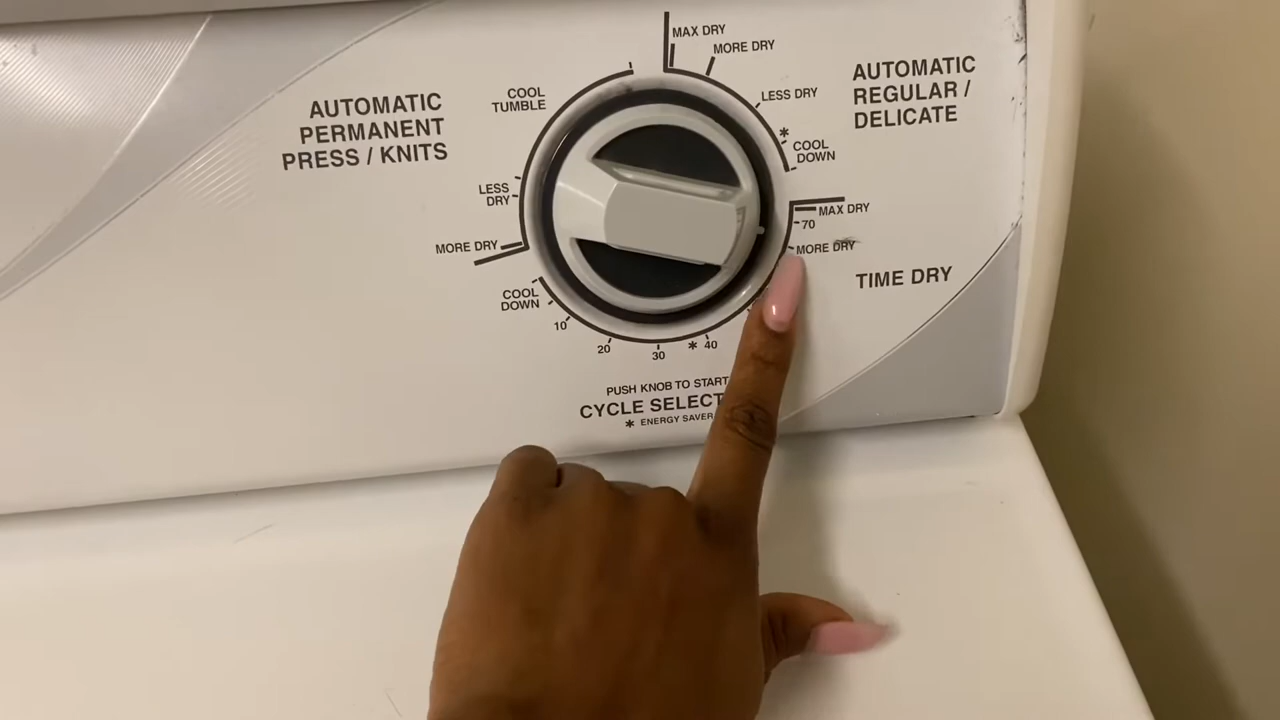 MAX DRY
MORE DRY
LESS DRY
*
COOL
DOWN
AUTOMATIC
REGULAR /
DELICATE
MAX DRY
70
MORE DRY
TIME DRY
* 40
30
20
10
COOL
DOWN
MORE DRY
LESS
DRY
COOL
TUMBLE
AUTOMATIC
PERMANENT
PRESS / KNITS
PUSH KNOB TO START
CYCLE SELECT
* ENERGY SAVER